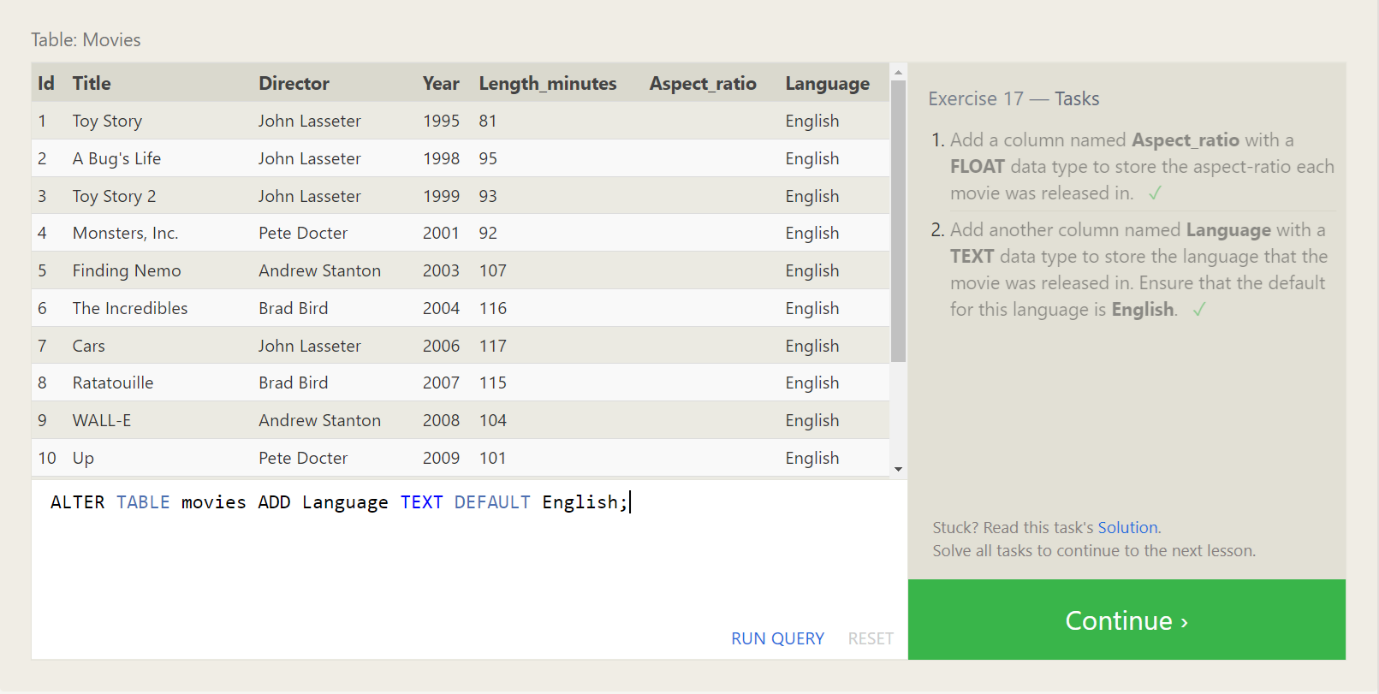 Table: Movies
Id Title Director Year Length_minutes Aspect_ratio Language
1 Toy Story John Lasseter 1995 81 English
2 A Bug's Life John Lasseter 1998 95 English
3 Toy Story 2 John Lasseter 1999 93 English
4 Monsters, Inc. Pete Docter 2001 92 English
5 Finding Nemo Andrew Stanton 2003 107 English
6 The Incredibles Brad Bird 2004 116 English
7 Cars John Lasseter 2006 117 English
8 Ratatouille Brad Bird 2007 115 English
9 WALL-E Andrew Stanton 2008 104 English
10 Up Pete Docter 2009 101 English
ALTER TABLE movies ADD Language TEXT DEFAULT English;
RUN QUERY RESET
Exercise 17 — Tasks
1. Add a column named Aspect_ratio with a
FLOAT data type to store the aspect-ratio each
movie was released in. ✓
2. Add another column named Language with a
TEXT data type to store the language that the
movie was released in. Ensure that the default
for this language is English. ✓
Stuck? Read this task's Solution.
Solve all tasks to continue to the next lesson.
Continue ›